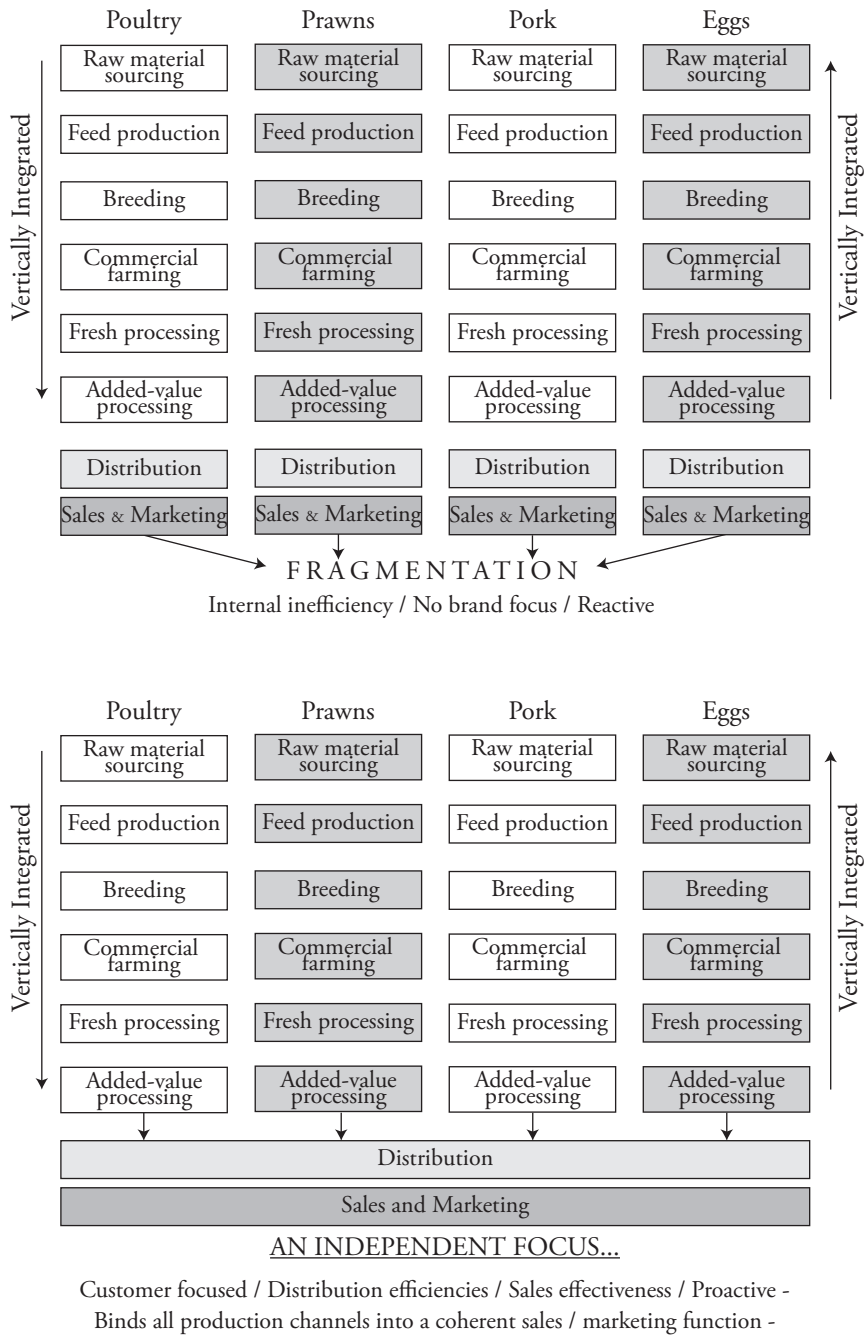 Poultry Prawns Pork Eggs
Vertically Integrated
Raw material Raw material Raw material Raw material
sourcing sourcing sourcing sourcing
Feed production Feed production Feed production Feed production
Breeding Breeding Breeding Breeding
Commercial Commercial Commercial Commercial
farming farming farming farming
Fresh processing Fresh processing Fresh processing Fresh processing
Added-value Added-value Added-value Added-value
processing processing processing processing
Vertically Integrated
Distribution Distribution Distribution Distribution
Sales & Marketing Sales & Marketing Sales & Marketing Sales & Marketing
FRAGMENTATION
Internal inefficiency / No brand focus / Reactive
Poultry Prawns Pork Eggs
Vertically Integrated
Raw material Raw material Raw material Raw material
sourcing sourcing sourcing sourcing
Feed production Feed production Feed production Feed production
Breeding Breeding Breeding Breeding
Commercial Commercial Commercial Commercial
farming farming farming farming
Fresh processing Fresh processing Fresh processing Fresh processing
Added-value Added-value Added-value Added-value
processing processing processing processing
Vertically Integrated
Distribution
Sales and Marketing
AN INDEPENDENT FOCUS...
Customer focused / Distribution efficiencies / Sales effectiveness / Proactive -
Binds all production channels into a coherent sales / marketing function -